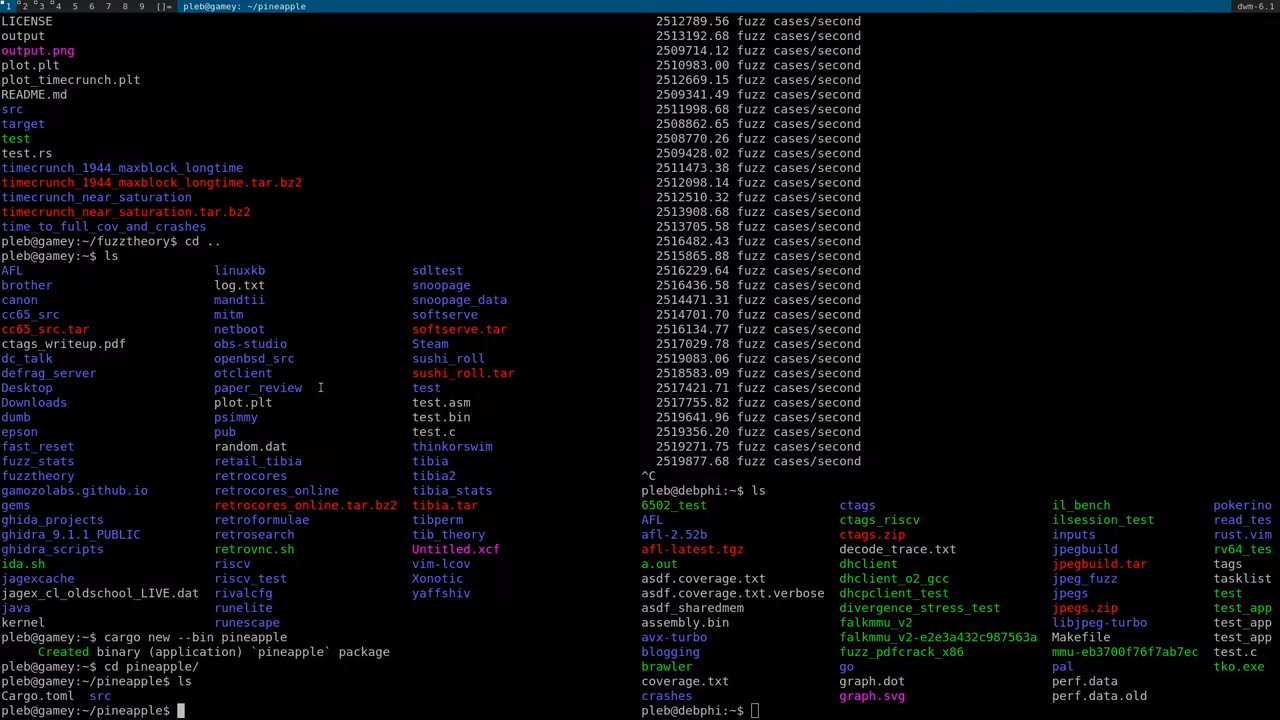 1 2 3 4 5 6 7 8 9 []= pleb@gamey: ~/pineapple dwm-6.1
LICENSE
output
output.png
plot.plt
plot_timecrunch.plt
README.md
src
target
test
test.rs
timecrunch_1944_maxblock_longtime
timecrunch_1944_maxblock_longtime.tar.bz2
timecrunch_near_saturation
timecrunch_near_saturation.tar.bz2
time_to_full_cov_and_crashes
pleb@gamey:~/fuzztheory$ cd ..
pleb@gamey:~$ ls
AFL linuxkb sdltest
brother log.txt snoopage
canon mandtii snoopage_data
cc65_src mitm softserve
cc65_src.tar netboot softserve.tar
ctags_writeup.pdf obs-studio Steam
dc_talk openbsd_src sushi_roll
defrag_server otclient sushi_roll.tar
Desktop paper_review test
Downloads plot.plt test.asm
dumb psimmy test.bin
epson pub test.c
fast_reset random.dat thinkorswim
fuzz_stats retail_tibia tibia
fuzztheory retrocores tibia2
gamozolabs.github.io retrocores_online tibia_stats
gems retrocores_online.tar.bz2 tibia.tar
ghida_projects retroformulae tibperm
ghidra_9.1.1_PUBLIC retrosearch tib_theory
ghidra_scripts retrovnc.sh Untitled.xcf
ida.sh riscv vim-lcov
jagexcache riscv_test Xonotic
jagex_cl_oldschool_LIVE.dat rivalcfg yaffshiv
java runelite
kernel runescape
pleb@gamey:~$ cargo new --bin pineapple
Created binary (application) `pineapple` package
pleb@gamey:~$ cd pineapple/
pleb@gamey:~/pineapple$ ls
Cargo.toml src
pleb@gamey:~/pineapple$
2512789.56 fuzz cases/second
2513192.68 fuzz cases/second
2509714.12 fuzz cases/second
2510983.00 fuzz cases/second
2512669.15 fuzz cases/second
2509341.49 fuzz cases/second
2511998.68 fuzz cases/second
2508862.65 fuzz cases/second
2508770.26 fuzz cases/second
2509428.02 fuzz cases/second
2511473.38 fuzz cases/second
2512098.14 fuzz cases/second
2512510.32 fuzz cases/second
2513908.68 fuzz cases/second
2513705.58 fuzz cases/second
2516482.43 fuzz cases/second
2515865.88 fuzz cases/second
2516229.64 fuzz cases/second
2516436.58 fuzz cases/second
2514471.31 fuzz cases/second
2514701.70 fuzz cases/second
2516134.77 fuzz cases/second
2517029.78 fuzz cases/second
2519083.06 fuzz cases/second
2518583.09 fuzz cases/second
2517421.71 fuzz cases/second
2517755.82 fuzz cases/second
2519641.96 fuzz cases/second
2519356.20 fuzz cases/second
2519271.75 fuzz cases/second
2519877.68 fuzz cases/second
^C
pleb@debphi:~$ ls
6502_test ctags il_bench pokerino
AFL ctags_riscv ilsession_test read_tes
afl-2.52b ctags.zip inputs rust.vim
afl-latest.tgz decode_trace.txt jpegbuild rv64_tes
a.out dhclient jpegbuild.tar tags
asdf.coverage.txt dhclient_o2_gcc jpeg_fuzz tasklist
asdf.coverage.txt.verbose dhcpclient_test jpegs test
asdf_sharedmem divergence_stress_test jpegs.zip test_app
assembly.bin falkmmu_v2 libjpeg-turbo test_app
avx-turbo falkmmu_v2-e2e3a432c987563a Makefile test_app
blogging fuzz_pdfcrack_x86 mmu-eb3700f76f7ab7ec test.c
brawler go pal tko.exe
coverage.txt graph.dot perf.data
crashes graph.svg perf.data.old
pleb@debphi:~$